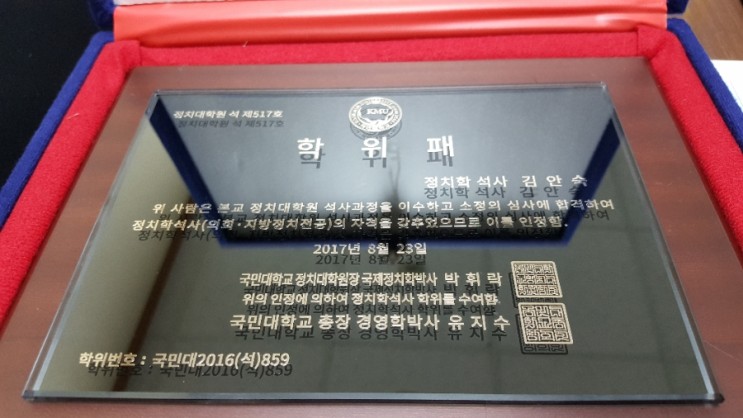 정치대학원 석 제517호
KMU
학 위 패
정치학석사 김 안 숙
위 사람은 본교 정치대학원 석사과정을 이수하고 소정의 심사에 합격하여
정치학석사(의회·지방정치전공)의 자격을 갖추었으므로 이를 인정함.
2017년 8월 23일
국민대학교 정치대학원장 국제정치학박사 박 휘 락
위의 인정에 의하여 정치학석사 학위를 수여함
국민대학교 총장 경영학박사 유 지 수
학위번호 : 국민대2016(석)859